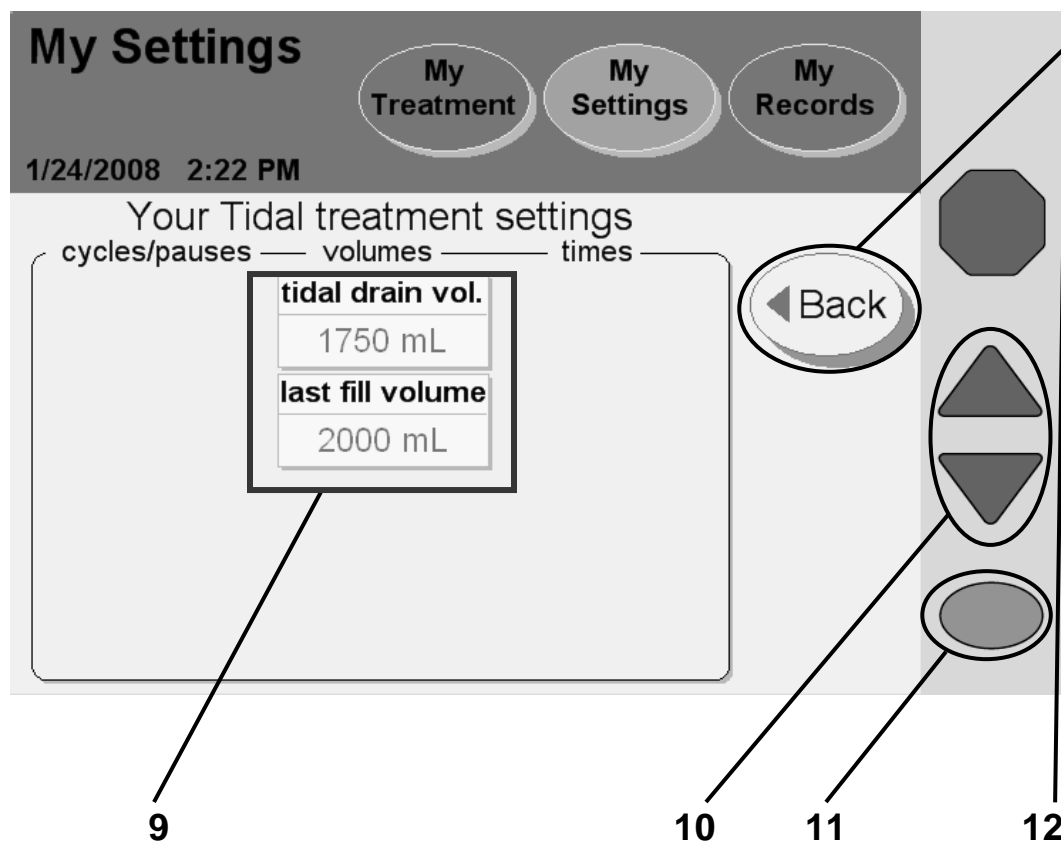 My Settings
My
Treatment
My
Settings
My
Records
1/24/2008 2:22 PM
Your Tidal treatment settings
cycles/pauses volumes times
tidal drain vol.
1750 mL
last fill volume
2000 mL
Back
9 10 11 12